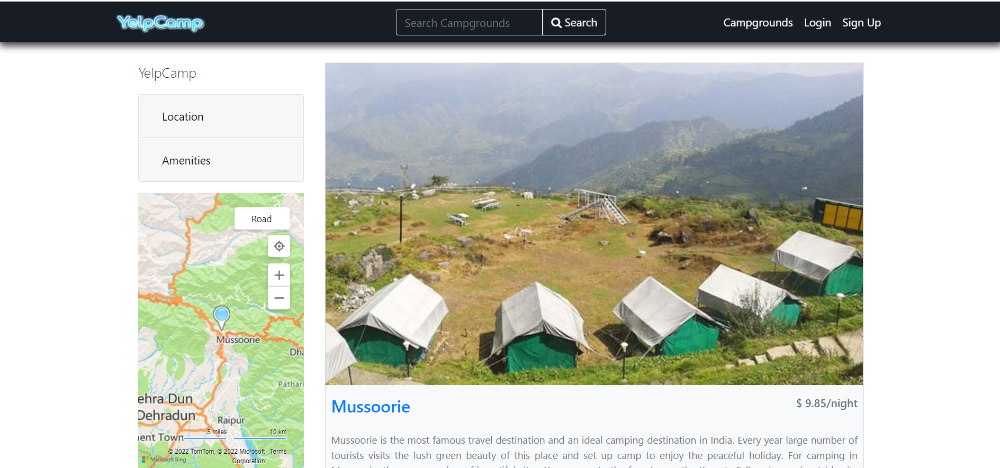 YelpCamp
Search Campgrounds
Search
Campgrounds
Login
Sign Up
YelpCamp
Location
Amenities
Road
Mussoorie
Dha
Pathari
ehra Dun
Dehradun
Raipur
5 miles
10 km
ent Town
© 2022 TomTom, © 2022 Microsoft Corporation
Terms
Microsoft Bing
Mussoorie
$ 9.85/night
Mussoorie is the most famous travel destination and an ideal camping destination in India. Every year large number of
tourists visits the lush green beauty of this place and set up camp to enjoy the peaceful holiday. For camping in